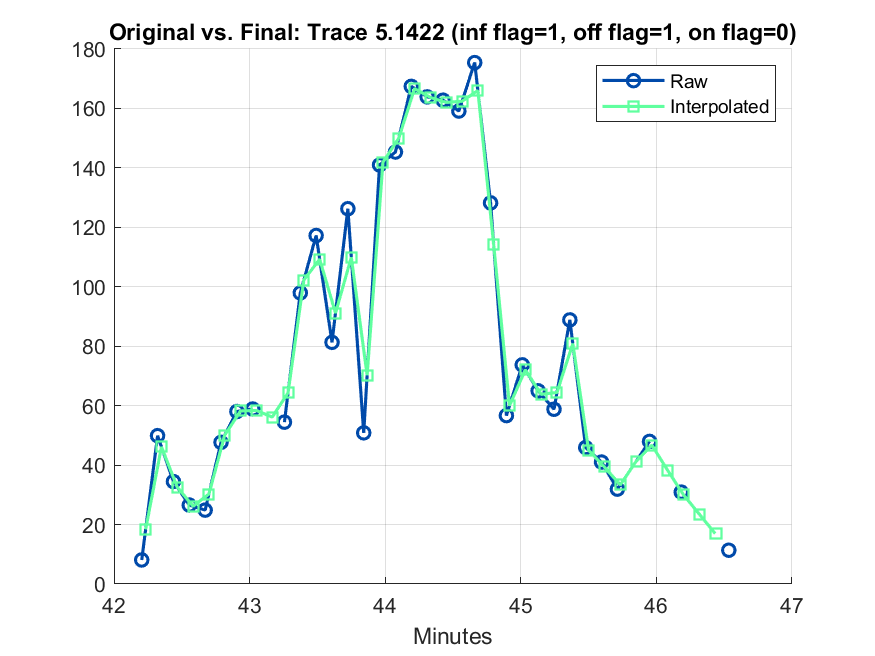 Original vs. Final: Trace 5.1422 (inf flag=1, off flag=1, on flag=0)
180
160
140
120
100
80
60
40
20
0
Raw
Interpolated
42 43 44 45 46 47
Minutes